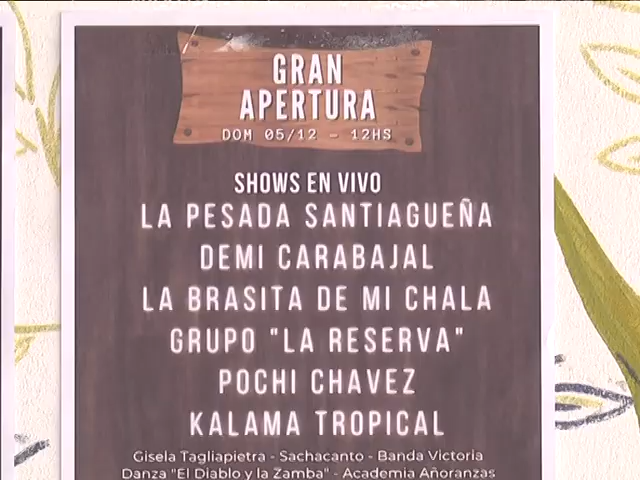 GRAN
APERTURA
DOM 05/12 - 12HS
SHOWS EN VIVO
LA PESADA SANTIAGUEÑA
DEMI CARABAJAL
LA BRASITA DE MI CHALA
GRUPO "LA RESERVA"
POCHI CHAVEZ
KALAMA TROPICAL
Gisela Tagliapietra - Sachacanto - Banda Victoria
Danza "El Diablo y la Zamba" - Academia Añoranzas